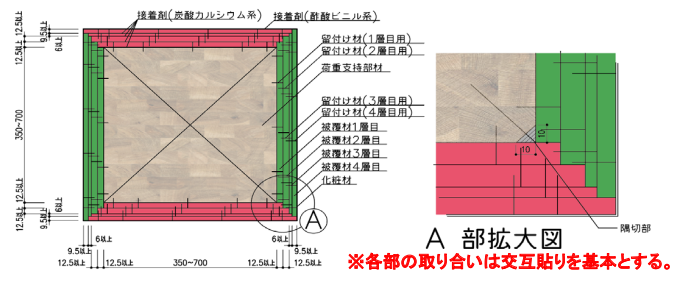 接着剤(炭酸カルシウム系)
接着剤(酢酸ビニル系)
留付け材(1層目用)
留付け材(2層目用)
荷重支持部材
留付け材(3層目用)
留付け材(4層目用)
被覆材1層目
被覆材2層目
被覆材3層目
被覆材4層目
化粧材
12.5以上
9.5以上
6以上
12.5以上
350~700
12.5以上
6以上
9.5以上
12.5以上
A
6以上
6以上
9.5以上
9.5以上
12.5以上
12.5以上
350~700
12.5以上
12.5以上
10
10
隅切部
A 部拡大図
※各部の取り合いは交互貼りを基本とする。